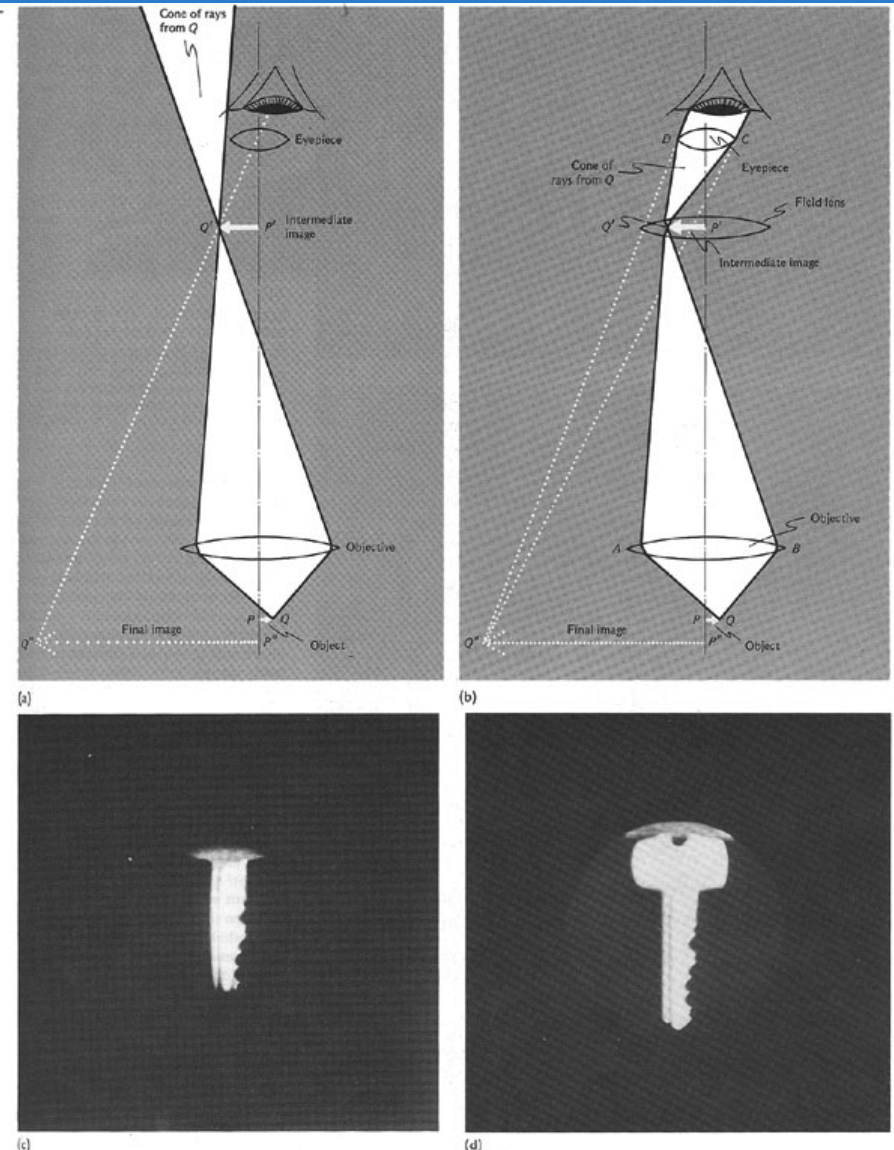 Cone of rays
from Q
Eyepiece
Q'
P'
Intermediate
image
Objective
P
Q
Final image
Q"
P"
Object
(a)
D
C
Cone of
rays from Q
Eyepiece
Field lens
Q'
P'
Intermediate image
Objective
A
B
P
Q
Final image
Q"
P"
Object
(b)
(c)
(d)